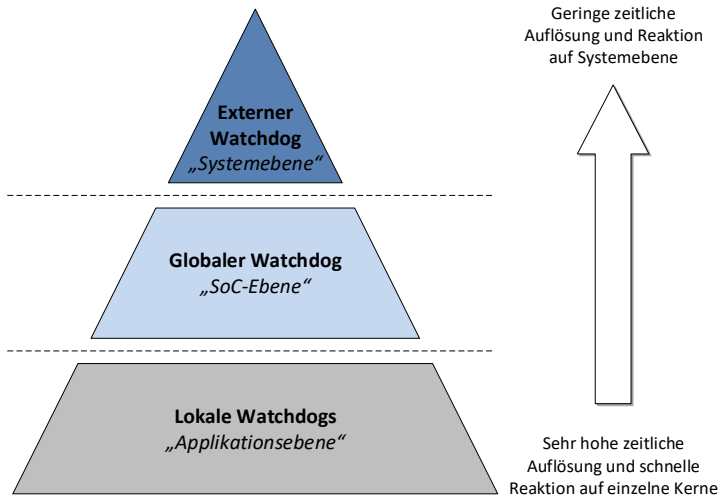 Externer
Watchdog
„Systemebene“
Globaler Watchdog
„SoC-Ebene“
Lokale Watchdogs
„Applikationsebene“
Geringe zeitliche
Auflösung und Reaktion
auf Systemebene
Sehr hohe zeitliche
Auflösung und schnelle
Reaktion auf einzelne Kerne